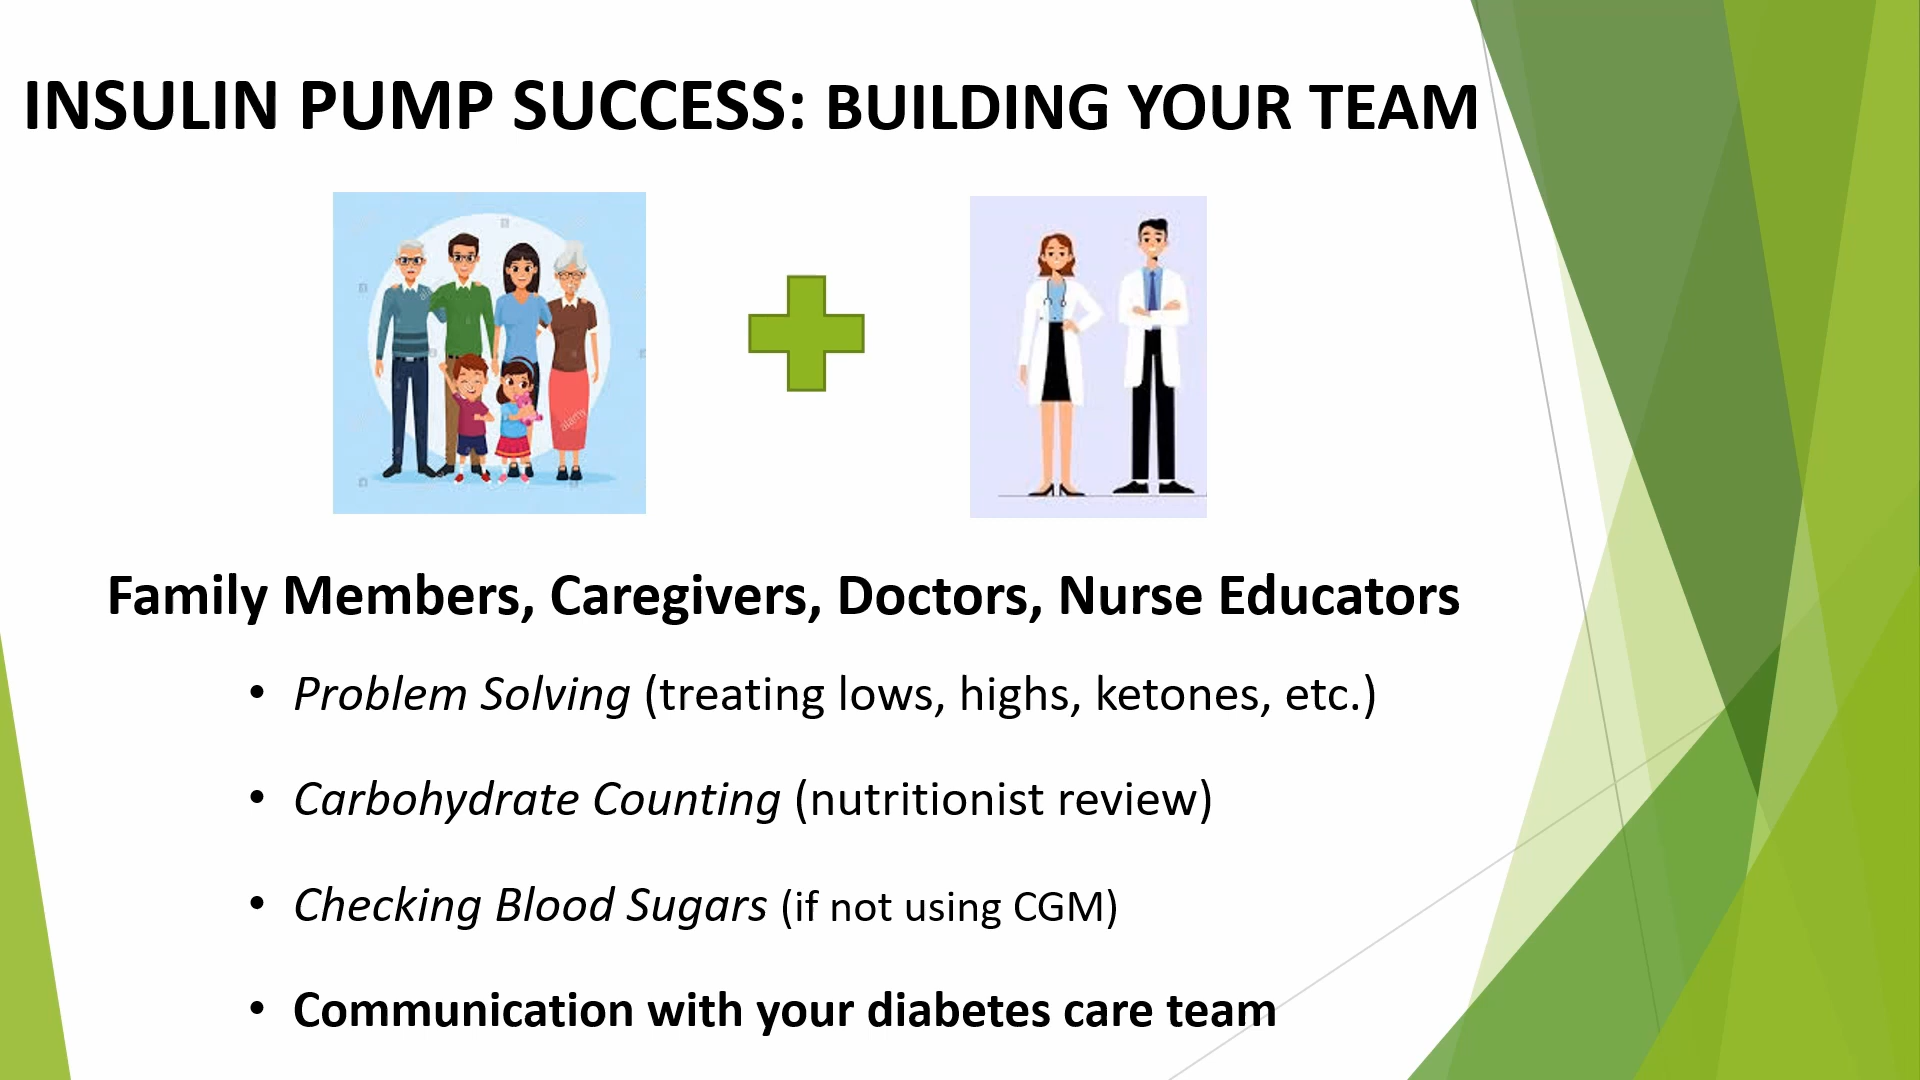 INSULIN PUMP SUCCESS: BUILDING YOUR TEAM
alamy
Family Members, Caregivers, Doctors, Nurse Educators
• Problem Solving (treating lows, highs, ketones, etc.)
• Carbohydrate Counting (nutritionist review)
• Checking Blood Sugars (if not using CGM)
• Communication with your diabetes care team